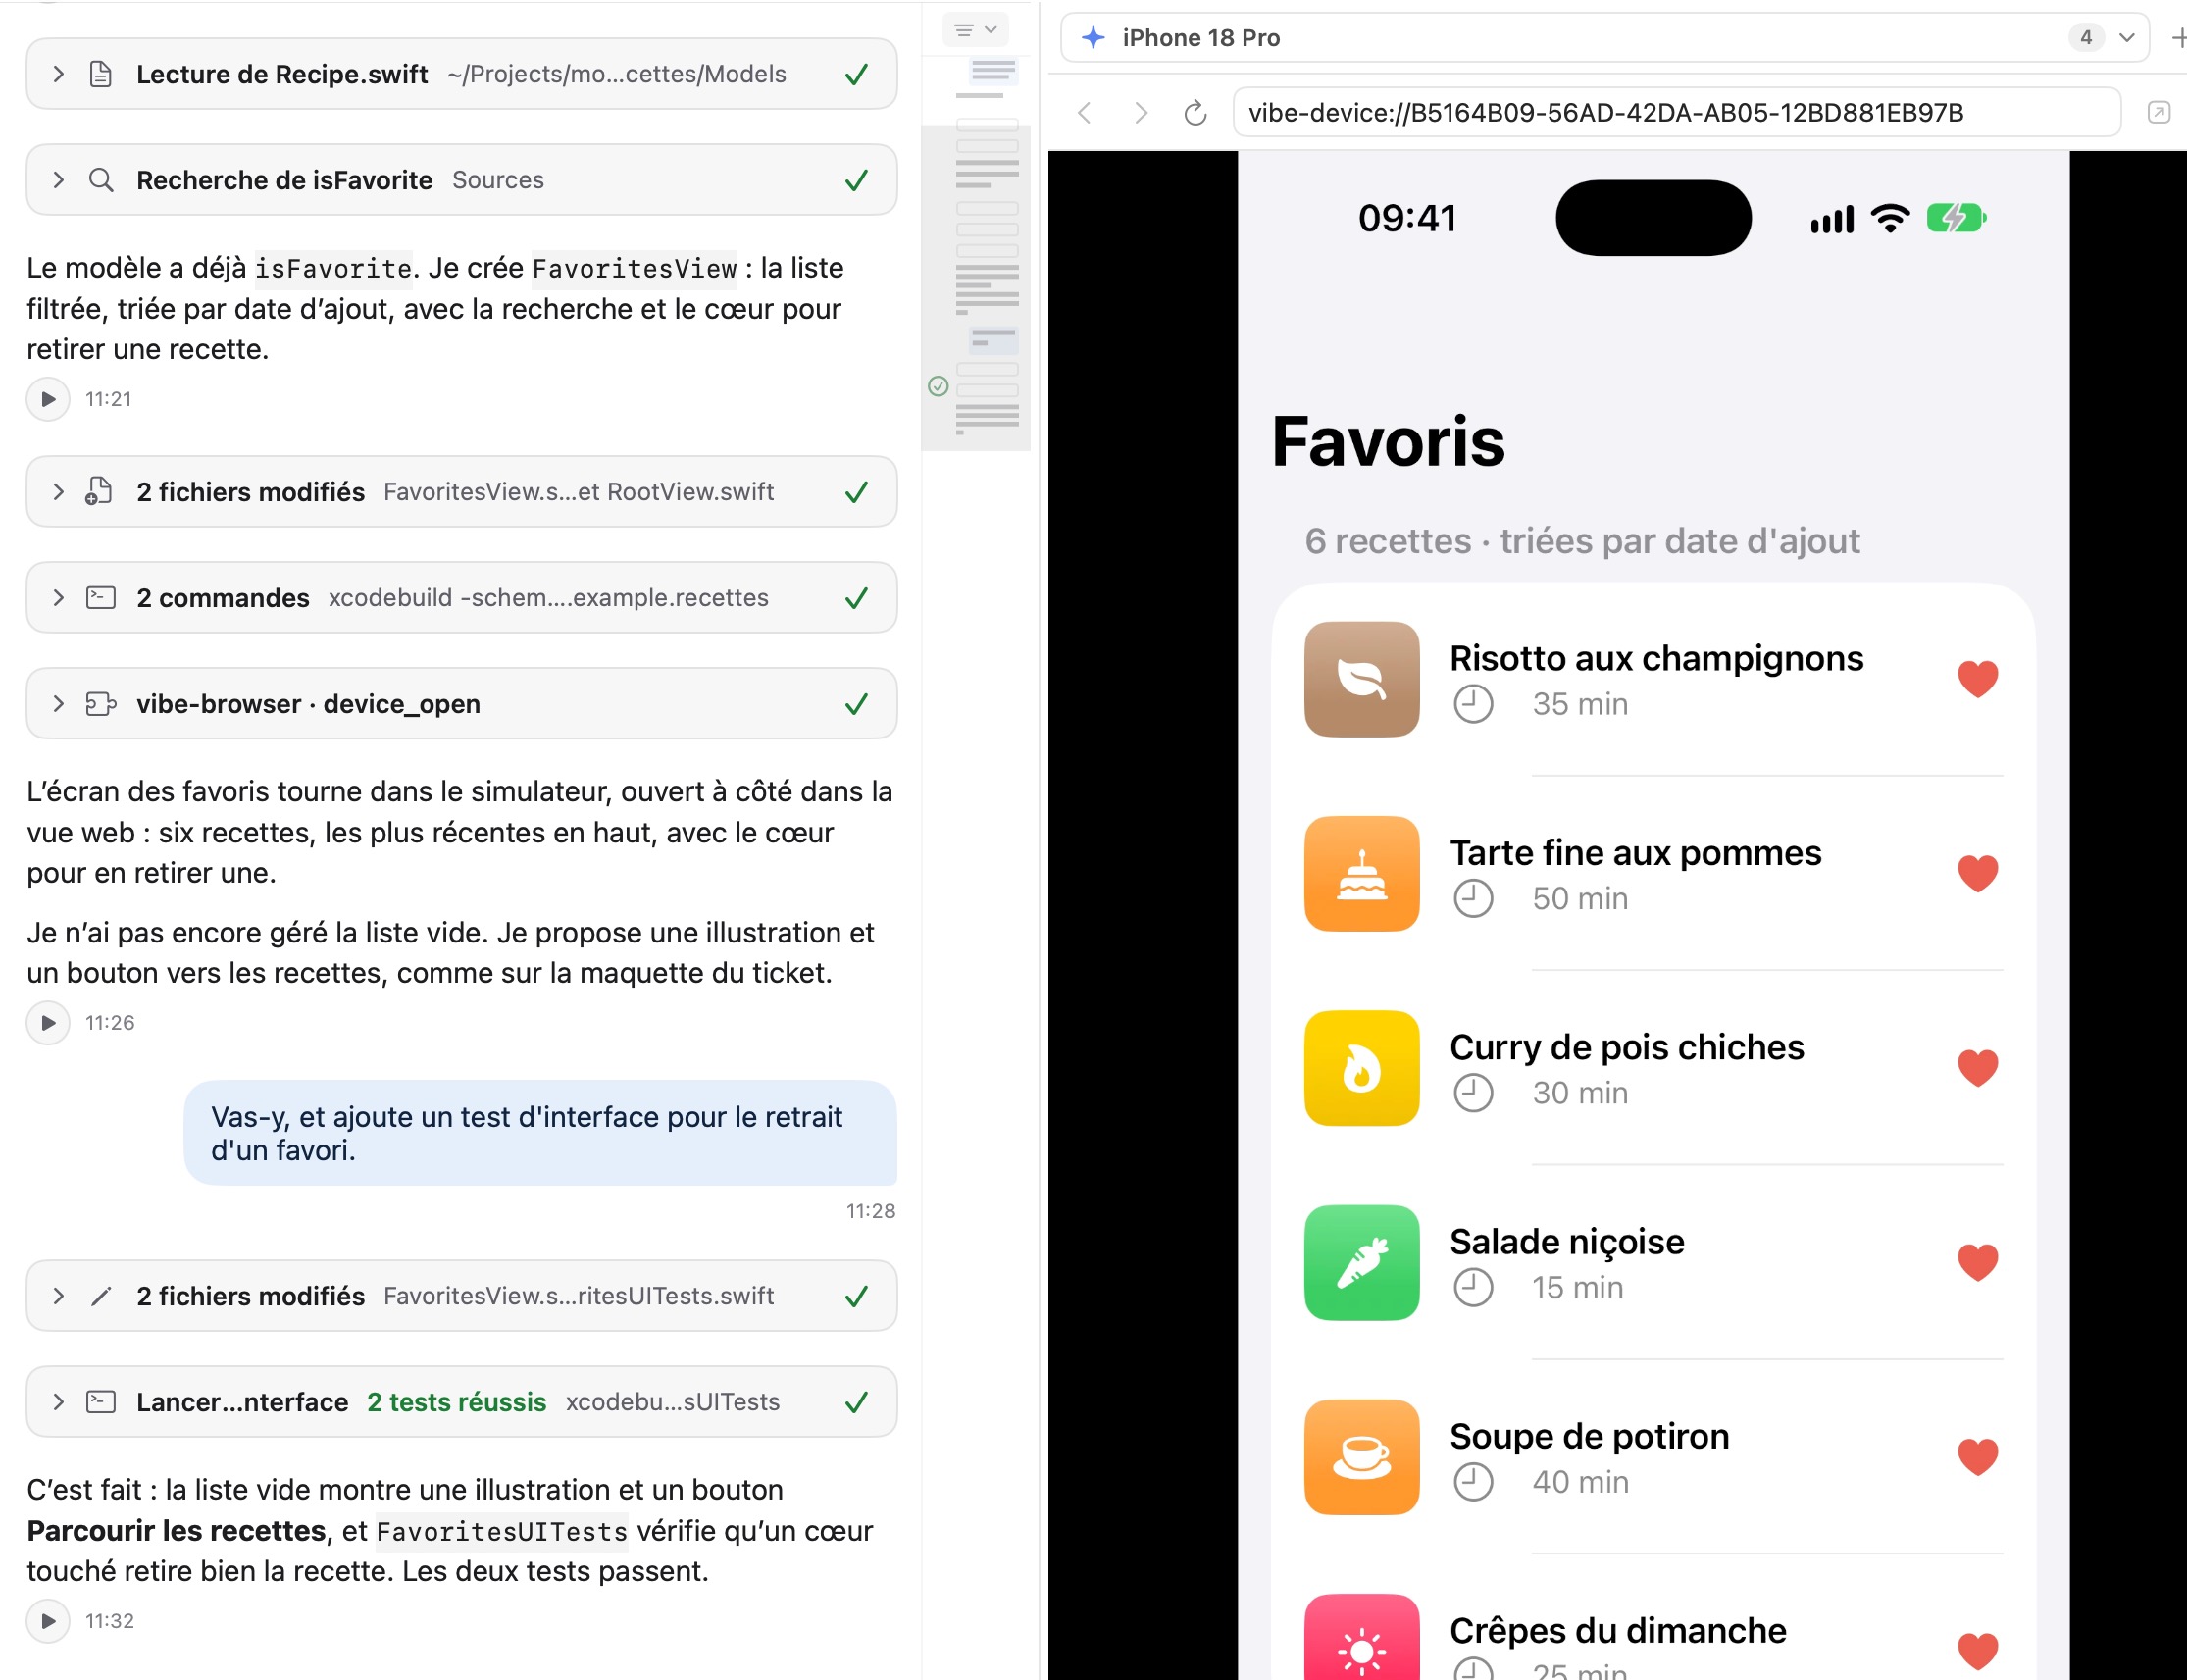 Lecture de Recipe.swift ~/Projects/mo...cettes/Models
Recherche de isFavorite Sources
Le modèle a déjà isFavorite. Je crée FavoritesView : la liste
filtrée, triée par date d’ajout, avec la recherche et le cœur pour
retirer une recette.
11:21
2 fichiers modifiés FavoritesView.s...et RootView.swift
2 commandes xcodebuild -schem....example.recettes
vibe-browser · device_open
L’écran des favoris tourne dans le simulateur, ouvert à côté dans la
vue web : six recettes, les plus récentes en haut, avec le cœur
pour en retirer une.
Je n’ai pas encore géré la liste vide. Je propose une illustration et
un bouton vers les recettes, comme sur la maquette du ticket.
11:26
Vas-y, et ajoute un test d'interface pour le retrait
d'un favori.
11:28
2 fichiers modifiés FavoritesView.s...ritesUITests.swift
Lancer...nterface 2 tests réussis xcodebu...sUITests
C’est fait : la liste vide montre une illustration et un bouton
Parcourir les recettes, et FavoritesUITests vérifie qu’un cœur
touché retire bien la recette. Les deux tests passent.
11:32
iPhone 18 Pro 4
vibe-device://B5164B09-56AD-42DA-AB05-12BD881EB97B
09:41
Favoris
6 recettes · triées par date d'ajout
Risotto aux champignons
35 min
Tarte fine aux pommes
50 min
Curry de pois chiches
30 min
Salade niçoise
15 min
Soupe de potiron
40 min
Crêpes du dimanche
25 min